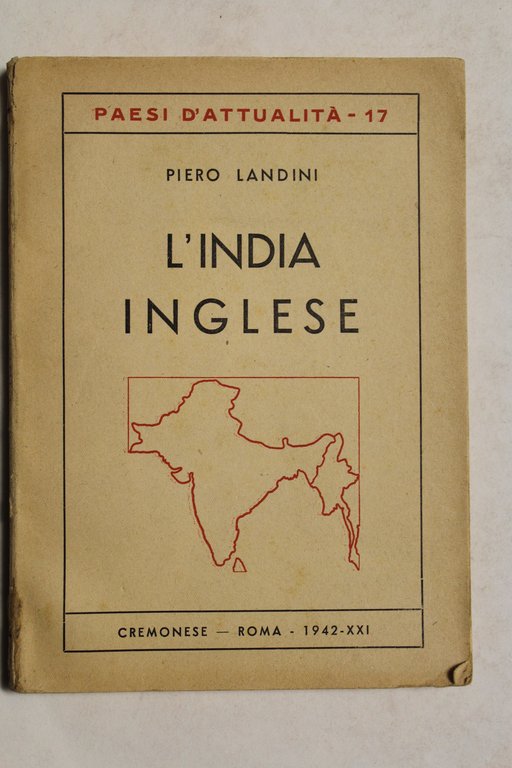 PAESI D'ATTUALITÀ - 17
PIERO LANDINI
L'INDIA
INGLESE
CREMONESE — ROMA - 1942-XXI